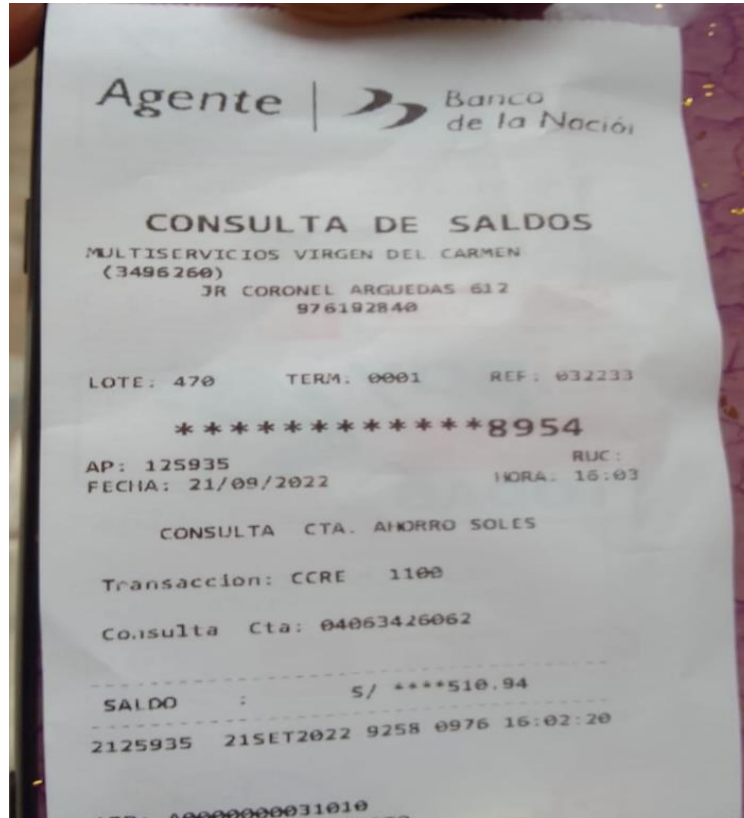 Agente | Banco
de la Nación
CONSULTA DE SALDOS
MULTISERVICIOS VIRGEN DEL CARMEN
(3496260)
JR CORONEL ARGUEDAS 612
976192840
LOTE: 470 TERM: 0001 REF: 032233
************8954
AP: 125935 RUC:
FECHA: 21/09/2022 HORA: 16:03
CONSULTA CTA. AHORRO SOLES
Transaccion: CCRE 1100
Consulta Cta: 04063426062
SALDO : S/ ****510.94
2125935 21SET2022 9258 0976 16:02:20
A0000000031010